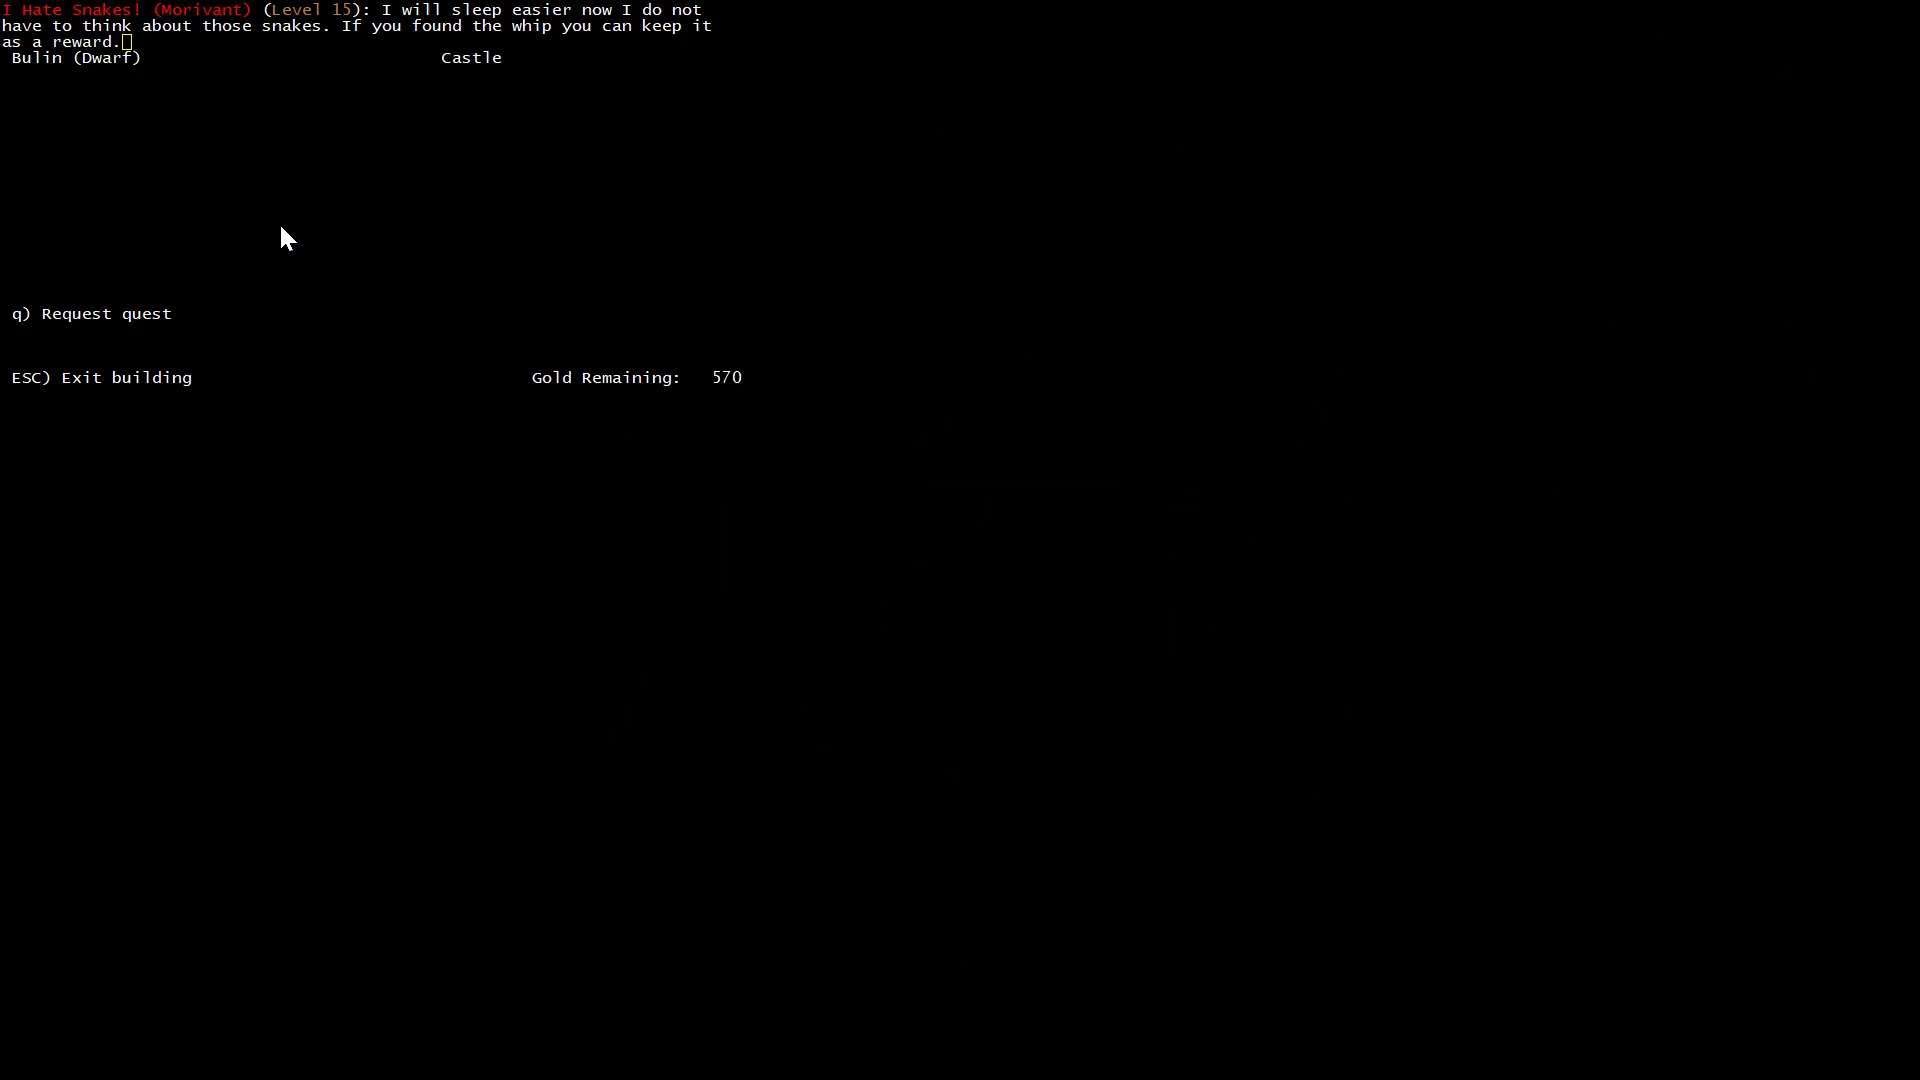 I Hate Snakes! (Morivant) (Level 15): I will sleep easier now I do not
have to think about those snakes. If you found the whip you can keep it
as a reward.
Bulin (Dwarf) Castle
q) Request quest
ESC) Exit building Gold Remaining: 570